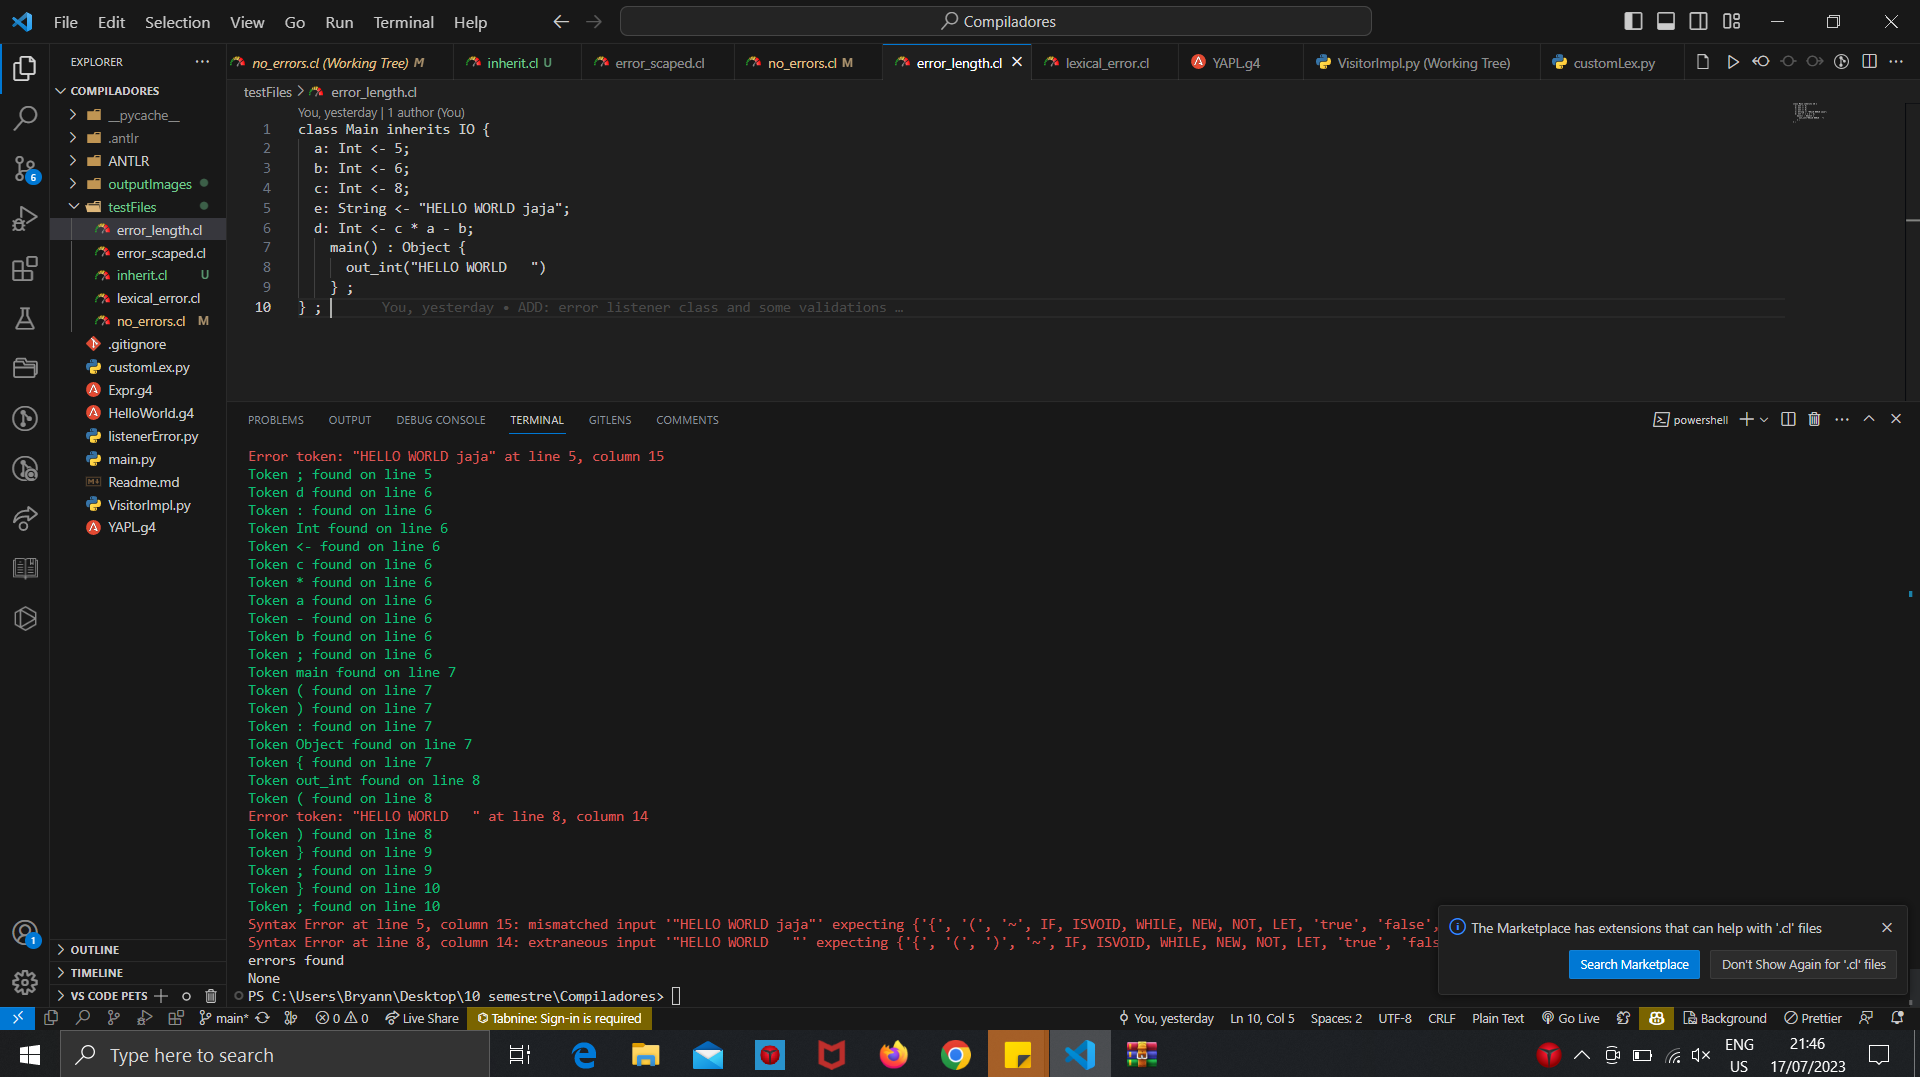 File Edit Selection View Go Run Terminal Help
Compiladores
EXPLORER
COMPILADORES
__pycache__
.antlr
ANTLR
outputImages
testFiles
error_length.cl
error_scaped.cl
inherit.cl U
lexical_error.cl
no_errors.cl M
.gitignore
customLex.py
Expr.g4
HelloWorld.g4
listenerError.py
main.py
Readme.md
VisitorImpl.py
YAPL.g4
OUTLINE
TIMELINE
VS CODE PETS
no_errors.cl (Working Tree) M
inherit.cl U
error_scaped.cl
no_errors.cl M
error_length.cl
lexical_error.cl
YAPL.g4
VisitorImpl.py (Working Tree)
customLex.py
testFiles > error_length.cl
You, yesterday | 1 author (You)
1 class Main inherits IO {
2 a: Int <- 5;
3 b: Int <- 6;
4 c: Int <- 8;
5 e: String <- "HELLO WORLD jaja";
6 d: Int <- c * a - b;
7 main() : Object {
8 out_int("HELLO WORLD   ")
9 } ;
10 } ; You, yesterday • ADD: error listener class and some validations …
PROBLEMS OUTPUT DEBUG CONSOLE TERMINAL GITLENS COMMENTS
powershell
Error token: "HELLO WORLD jaja" at line 5, column 15
Token ; found on line 5
Token d found on line 6
Token : found on line 6
Token Int found on line 6
Token <- found on line 6
Token c found on line 6
Token * found on line 6
Token a found on line 6
Token - found on line 6
Token b found on line 6
Token ; found on line 6
Token main found on line 7
Token ( found on line 7
Token ) found on line 7
Token : found on line 7
Token Object found on line 7
Token { found on line 7
Token out_int found on line 8
Token ( found on line 8
Error token: "HELLO WORLD   " at line 8, column 14
Token ) found on line 8
Token } found on line 9
Token ; found on line 9
Token } found on line 10
Token ; found on line 10
Syntax Error at line 5, column 15: mismatched input '"HELLO WORLD jaja"' expecting {'{', '(', '~', IF, ISVOID, WHILE, NEW, NOT, LET, 'true', 'false',
Syntax Error at line 8, column 14: extraneous input '"HELLO WORLD   "' expecting {'{', '(', ')', '~', IF, ISVOID, WHILE, NEW, NOT, LET, 'true', 'fals
errors found
None
PS C:\Users\Bryann\Desktop\10 semestre\Compiladores>
The Marketplace has extensions that can help with '.cl' files
Search Marketplace
Don't Show Again for '.cl' files
main* 0 0 Live Share Tabnine: Sign-in is required You, yesterday Ln 10, Col 5 Spaces: 2 UTF-8 CRLF Plain Text Go Live Background Prettier
6
1
Type here to search
ENG
US
21:46
17/07/2023